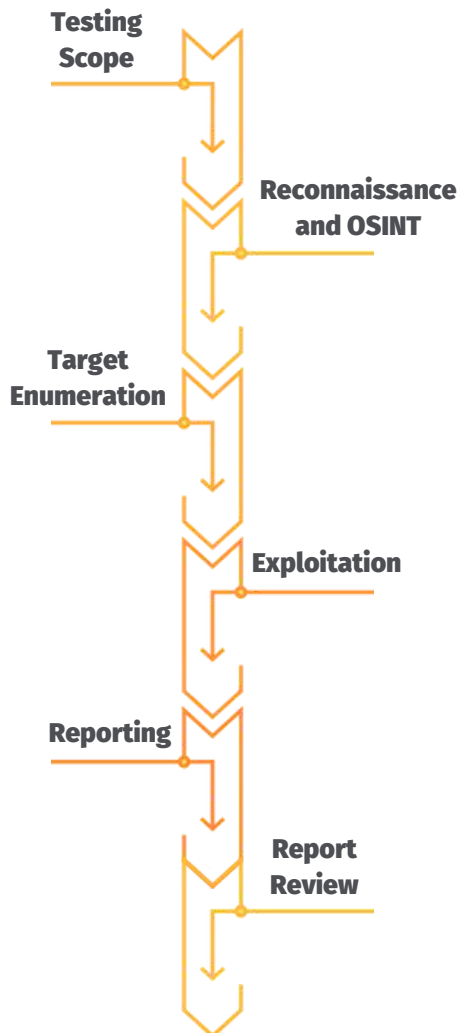 Testing
Scope
Reconnaissance
and OSINT
Target
Enumeration
Exploitation
Reporting
Report
Review